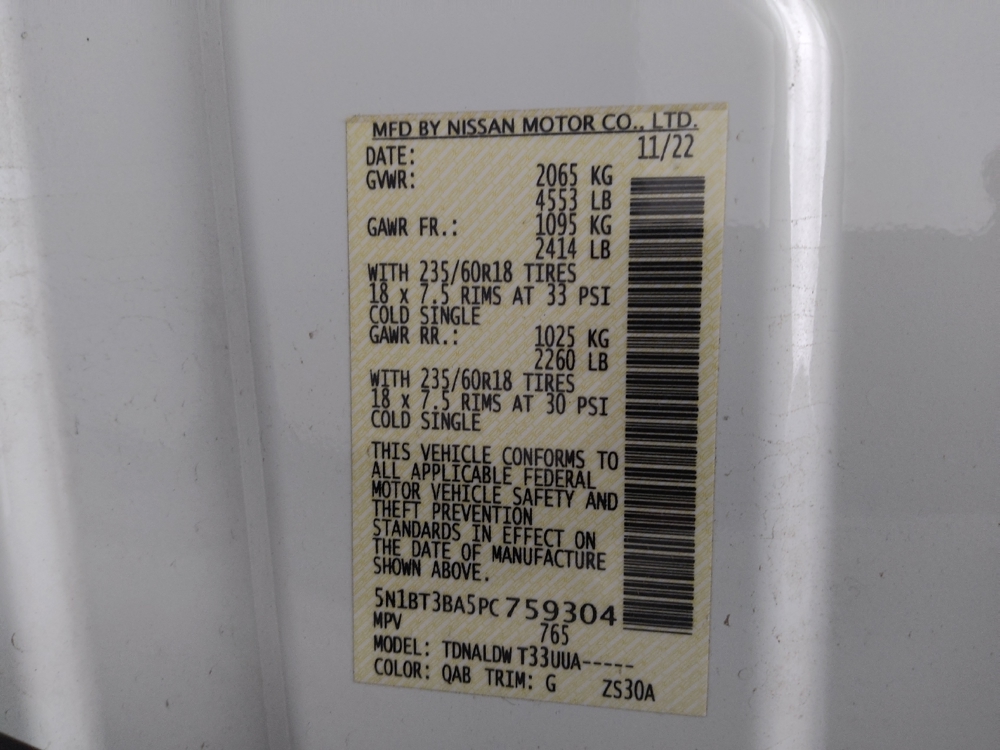 MFD BY NISSAN MOTOR CO., LTD.
DATE: 11/22
GVWR: 2065 KG
4553 LB
GAWR FR.: 1095 KG
2414 LB
WITH 235/60R18 TIRES
18 x 7.5 RIMS AT 33 PSI
COLD SINGLE
GAWR RR.: 1025 KG
2260 LB
WITH 235/60R18 TIRES
18 x 7.5 RIMS AT 30 PSI
COLD SINGLE
THIS VEHICLE CONFORMS TO
ALL APPLICABLE FEDERAL
MOTOR VEHICLE SAFETY AND
THEFT PREVENTION
STANDARDS IN EFFECT ON
THE DATE OF MANUFACTURE
SHOWN ABOVE.
5N1BT3BA5PC759304
MPV 765
MODEL: TDNALDW T33UUA-----
COLOR: QAB TRIM: G ZS30A